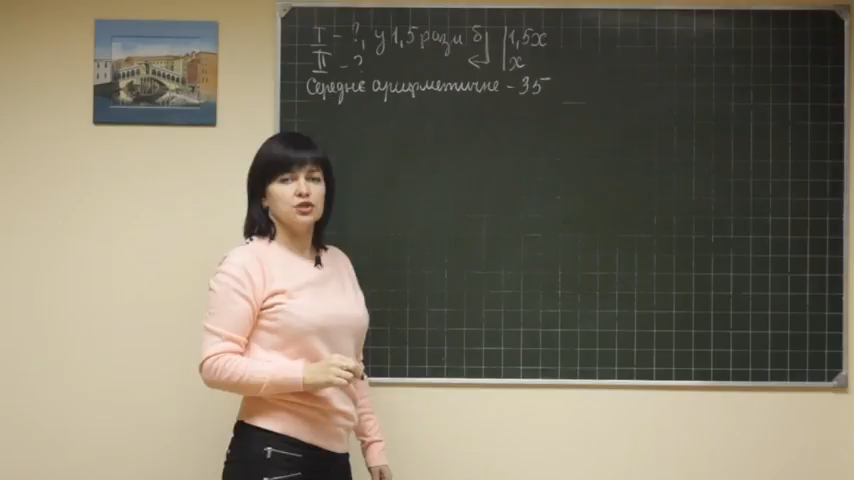 I - ?, у 1,5 рази б | 1,5x
II - ? | x
Середнє арифметичне - 35